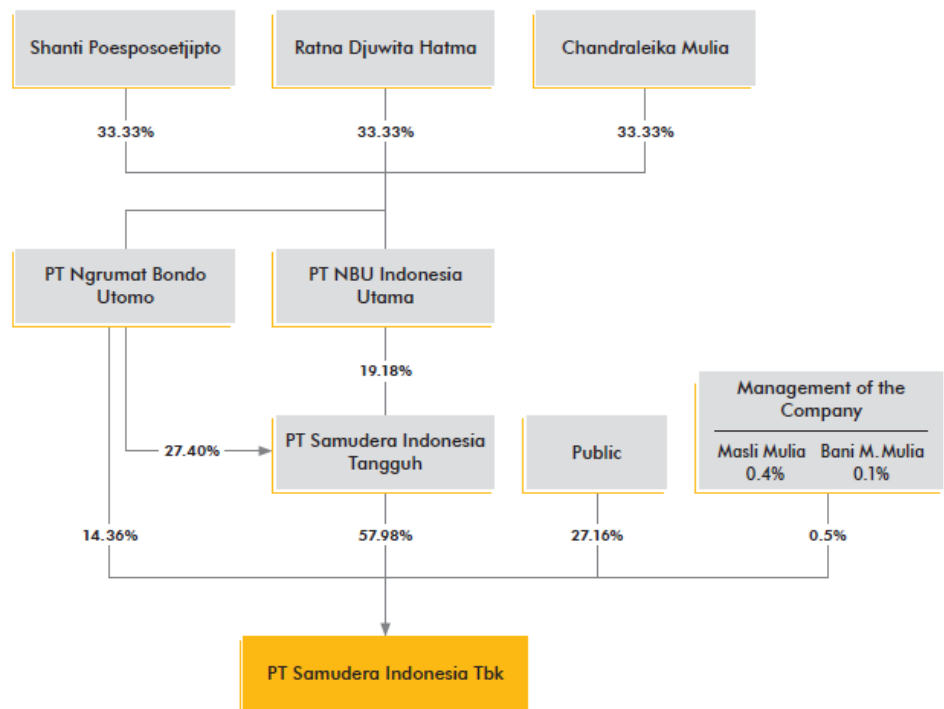 Shanti Poesposoetjipto
Ratna Djuwita Hatma
Chandraleika Mulia
33.33%
33.33%
33.33%
PT Ngrumat Bondo
Utomo
PT NBU Indonesia
Utama
19.18%
27.40%
PT Samudera Indonesia
Tangguh
Public
Management of the
Company
Masli Mulia
0.4%
Bani M. Mulia
0.1%
14.36%
57.98%
27.16%
0.5%
PT Samudera Indonesia Tbk